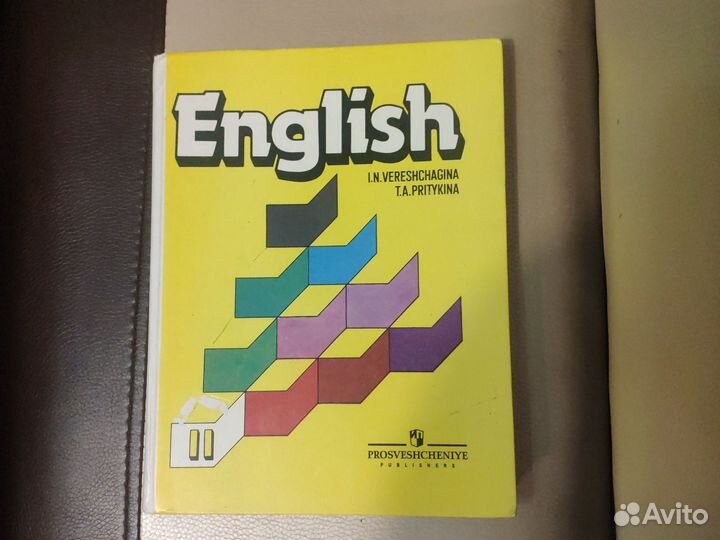 English
I.N.VERESHCHAGINA
T.A.PRITYKINA
II
PROSVESHCHENIYE
PUBLISHERS
Avito